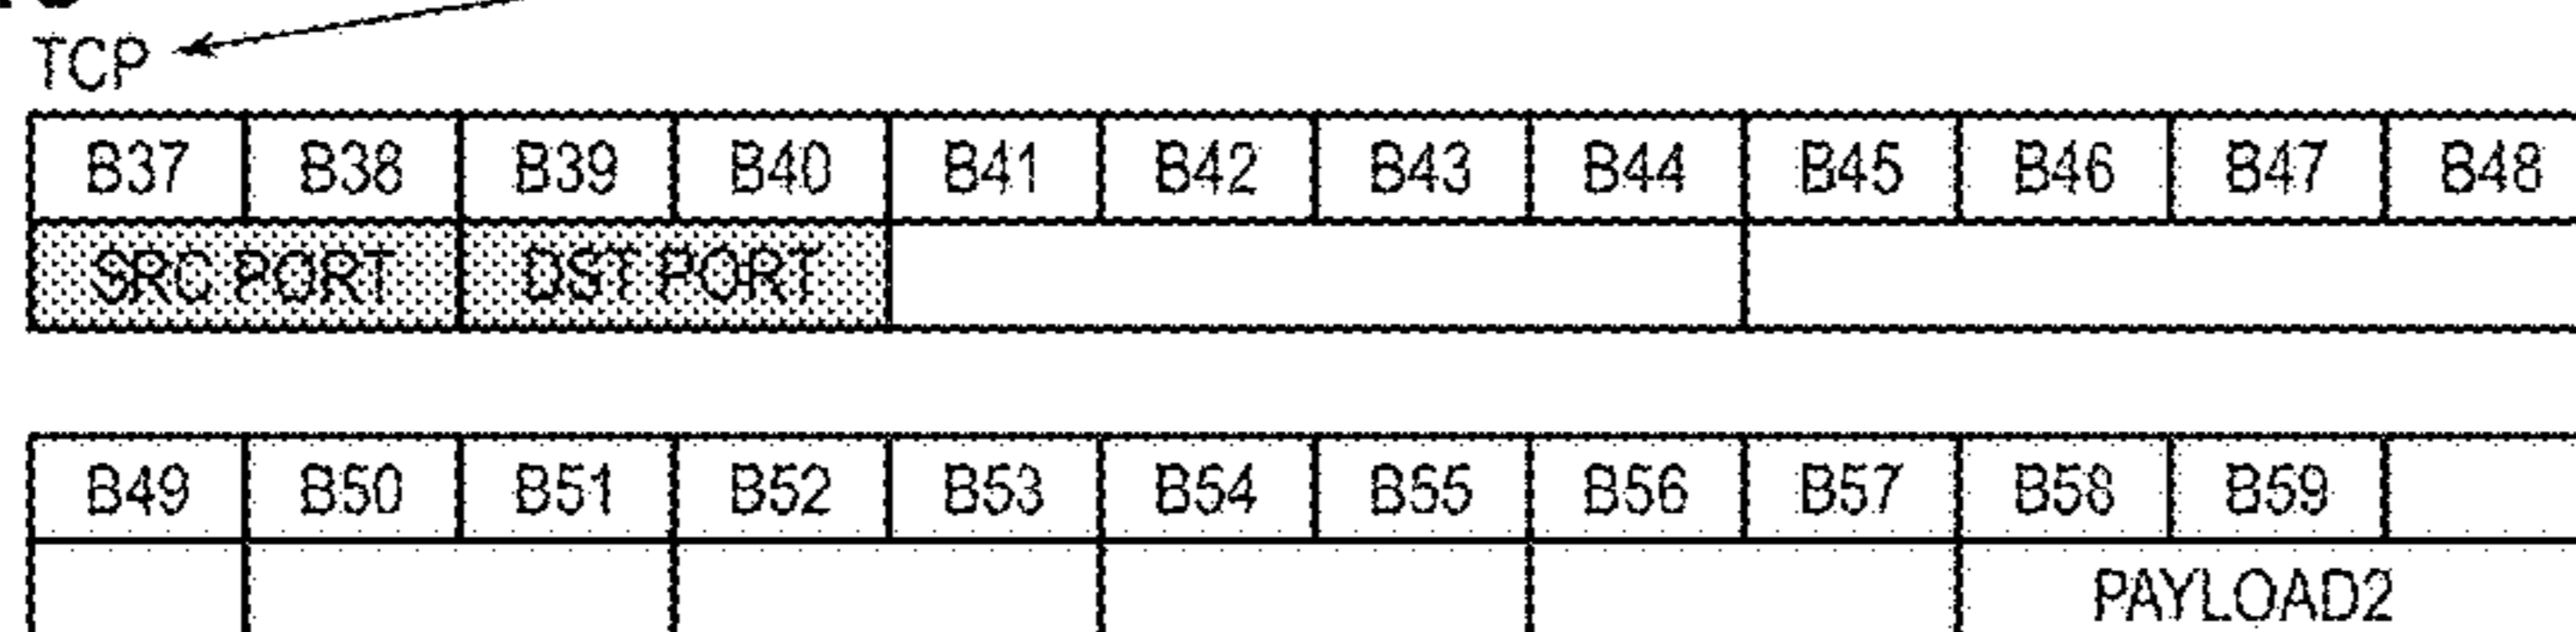 TCP
B37 B38 B39 B40 B41 B42 B43 B44 B45 B46 B47 B48
SRC PORT DST PORT
B49 B50 B51 B52 B53 B54 B55 B56 B57 B58 B59
PAYLOAD2